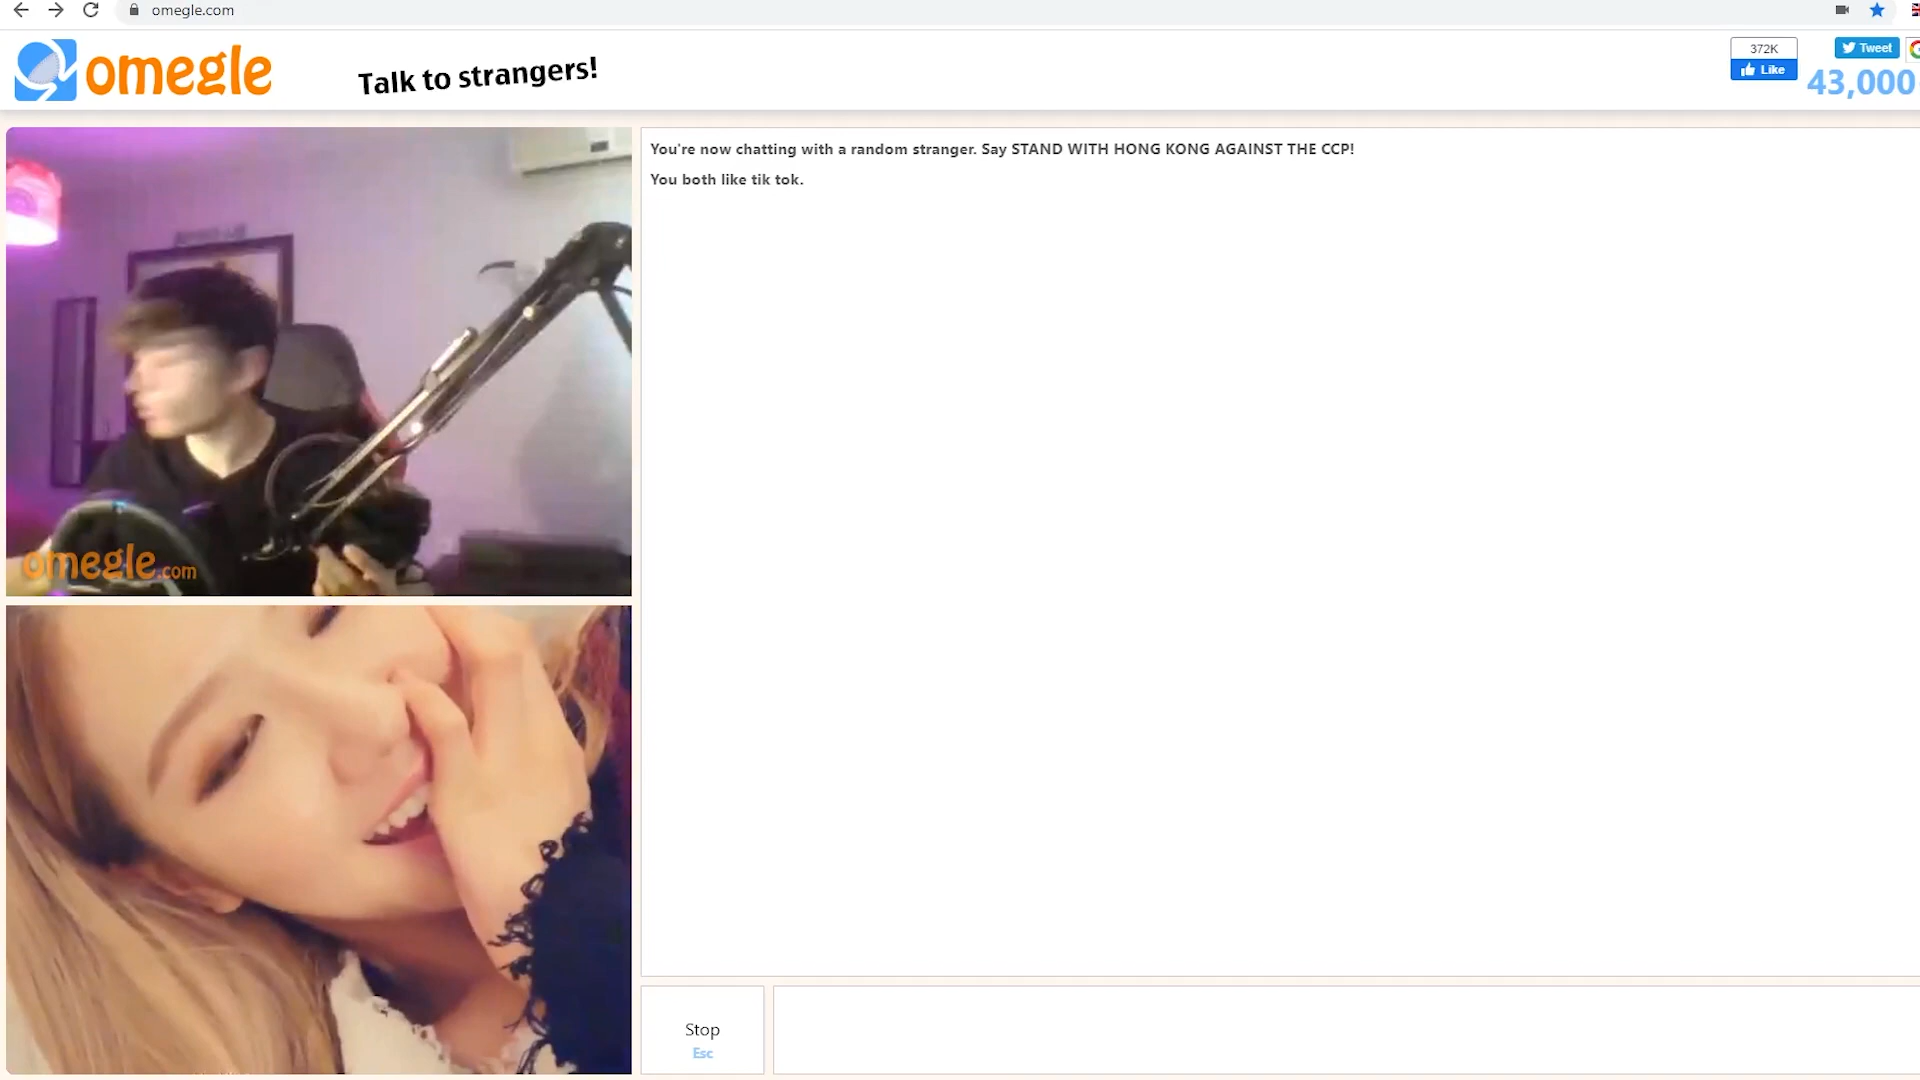 omegle.com
omegle
Talk to strangers!
372K
Like
Tweet
43,000
You're now chatting with a random stranger. Say STAND WITH HONG KONG AGAINST THE CCP!
You both like tik tok.
omegle.com
Stop
Esc